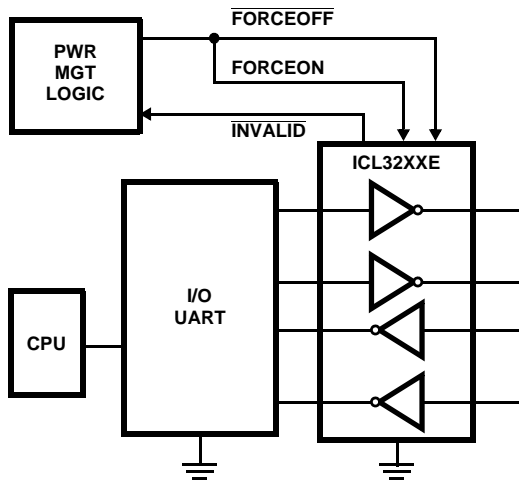 FORCEOFF
PWR
MGT
LOGIC
FORCEON
INVALID
ICL32XXE
I/O
UART
CPU